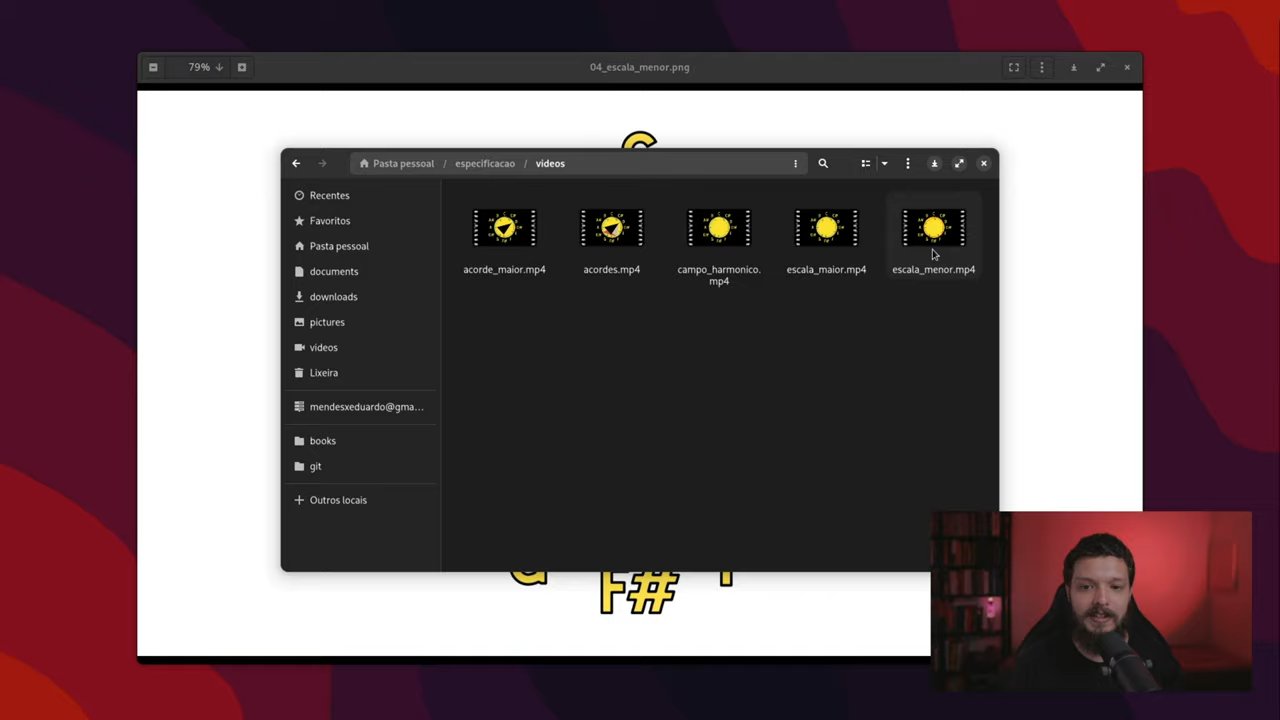 79%
04_escala_menor.png
Pasta pessoal / especificacao / videos
Recentes
Favoritos
Pasta pessoal
documents
downloads
pictures
videos
Lixeira
mendesxeduardo@gma...
books
git
Outros locais
acorde_maior.mp4
acordes.mp4
campo_harmonico.
mp4
escala_maior.mp4
escala_menor.mp4
F#